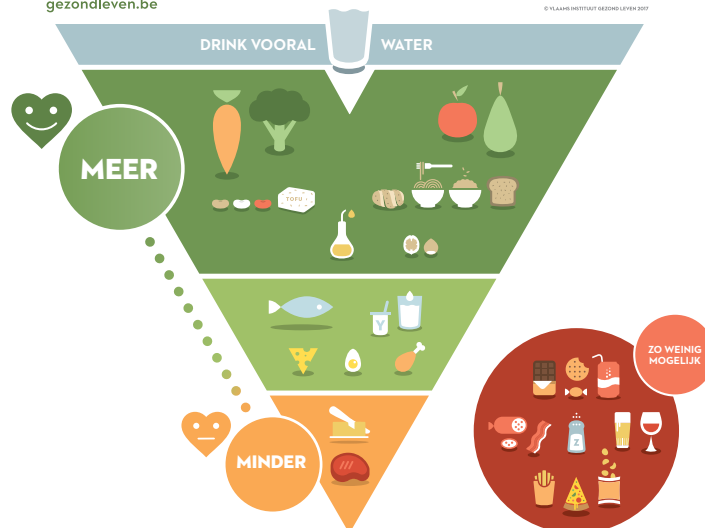 gezondleven.be
© VLAAMS INSTITUUT GEZOND LEVEN 2017
DRINK VOORAL WATER
MEER
TOFU
Y
ZO WEINIG
MOGELIJK
Z
MINDER